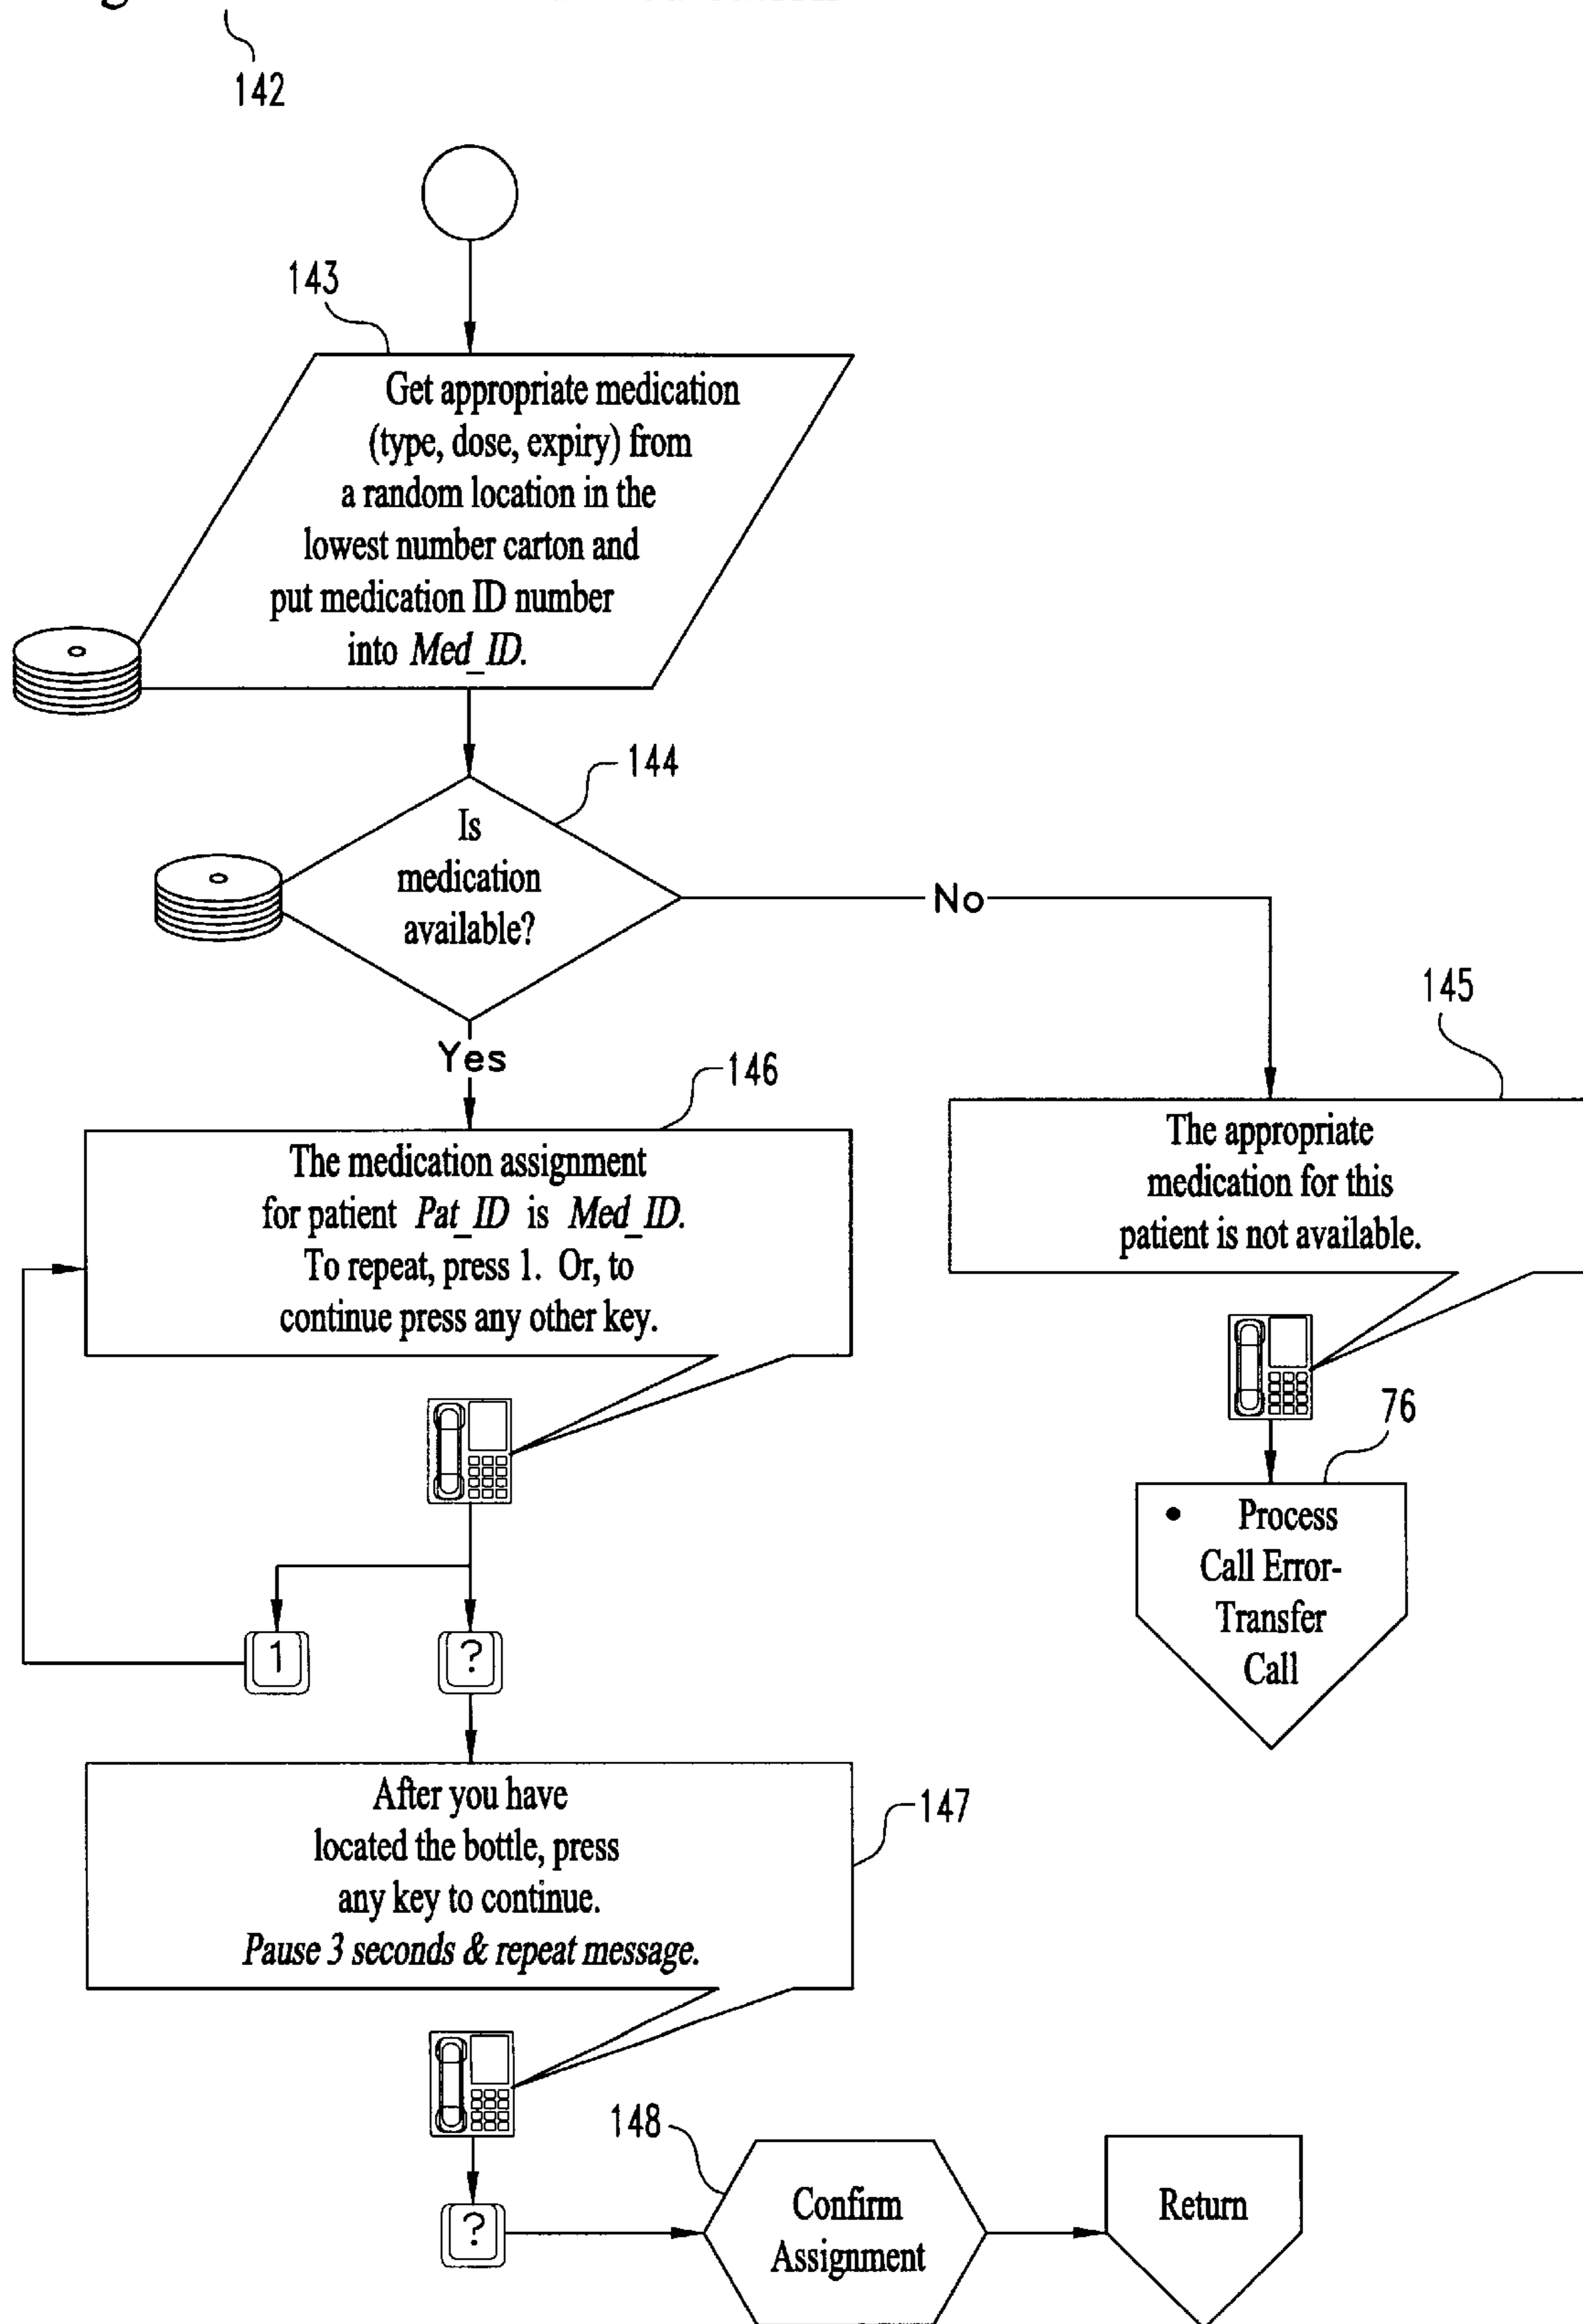 142
143
Get appropriate medication
(type, dose, expiry) from
a random location in the
lowest number carton and
put medication ID number
into Med_ID.
144
Is
medication
available?
No
Yes
145
The appropriate
medication for this
patient is not available.
146
The medication assignment
for patient Pat_ID is Med_ID.
To repeat, press 1. Or, to
continue press any other key.
76
• Process
Call Error-
Transfer
Call
1
?
147
After you have
located the bottle, press
any key to continue.
Pause 3 seconds & repeat message.
148
?
Confirm
Assignment
Return